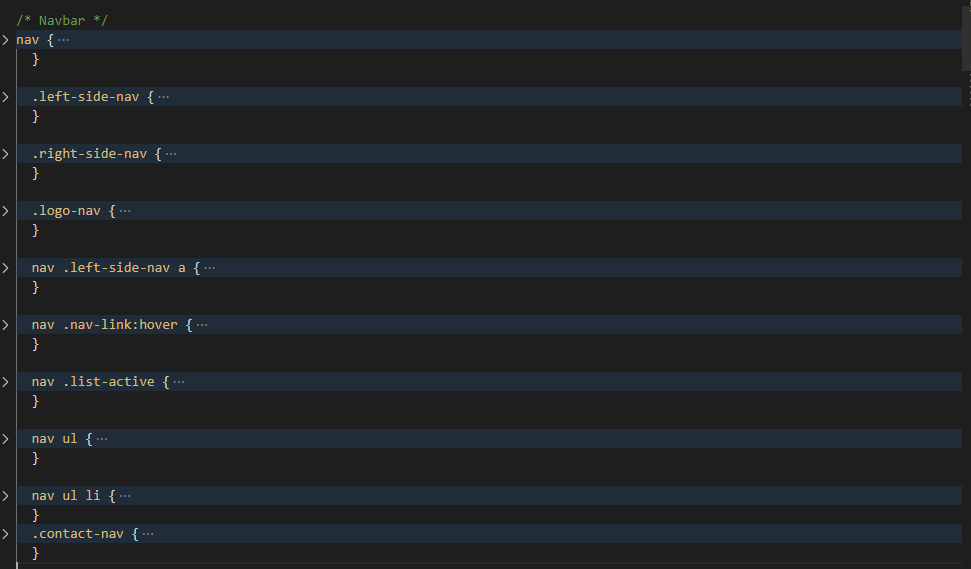 /* Navbar */
nav { ···
}
.left-side-nav { ···
}
.right-side-nav { ···
}
.logo-nav { ···
}
nav .left-side-nav a { ···
}
nav .nav-link:hover { ···
}
nav .list-active { ···
}
nav ul { ···
}
nav ul li { ···
}
.contact-nav { ···
}